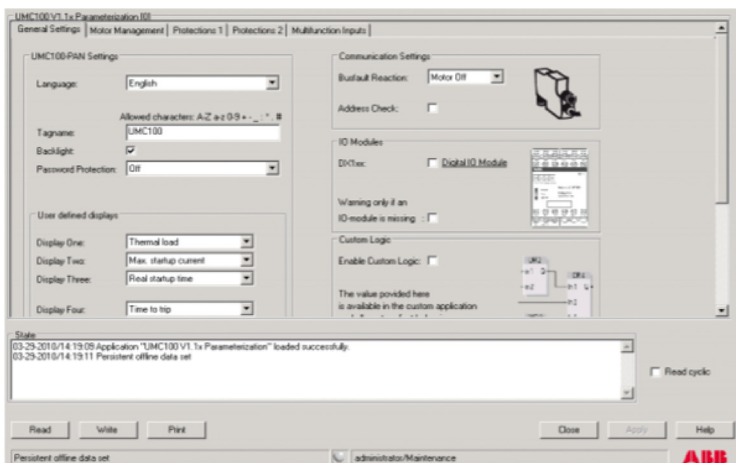 UMC100 V1.1x Parameterization [0]
General Settings Motor Management Protections 1 Protections 2 Multifunction Inputs
UMC100-PAN Settings
Language: English
Allowed characters: A-Z a-z 0-9 + - _ : * . #
Tagname: UMC100
Backlight:
Password Protection: Off
User defined displays
Display One: Thermal load
Display Two: Max. startup current
Display Three: Real startup time
Display Four: Time to trip
Communication Settings
Busfault Reaction: Motor Off
Address Check:
IO Modules
DX1xx: Digital IO Module
Warning only if an
IO-module is missing :
Custom Logic
Enable Custom Logic:
The value povided here
is available in the custom application
State
03-29-2010/14:19:09 Application "UMC100 V1.1x Parameterization" loaded successfully.
03-29-2010/14:19:11 Persistent offline data set
Read cyclic
Read Write Print Close Apply Help
Persistent offline data set administrator/Maintenance ABB